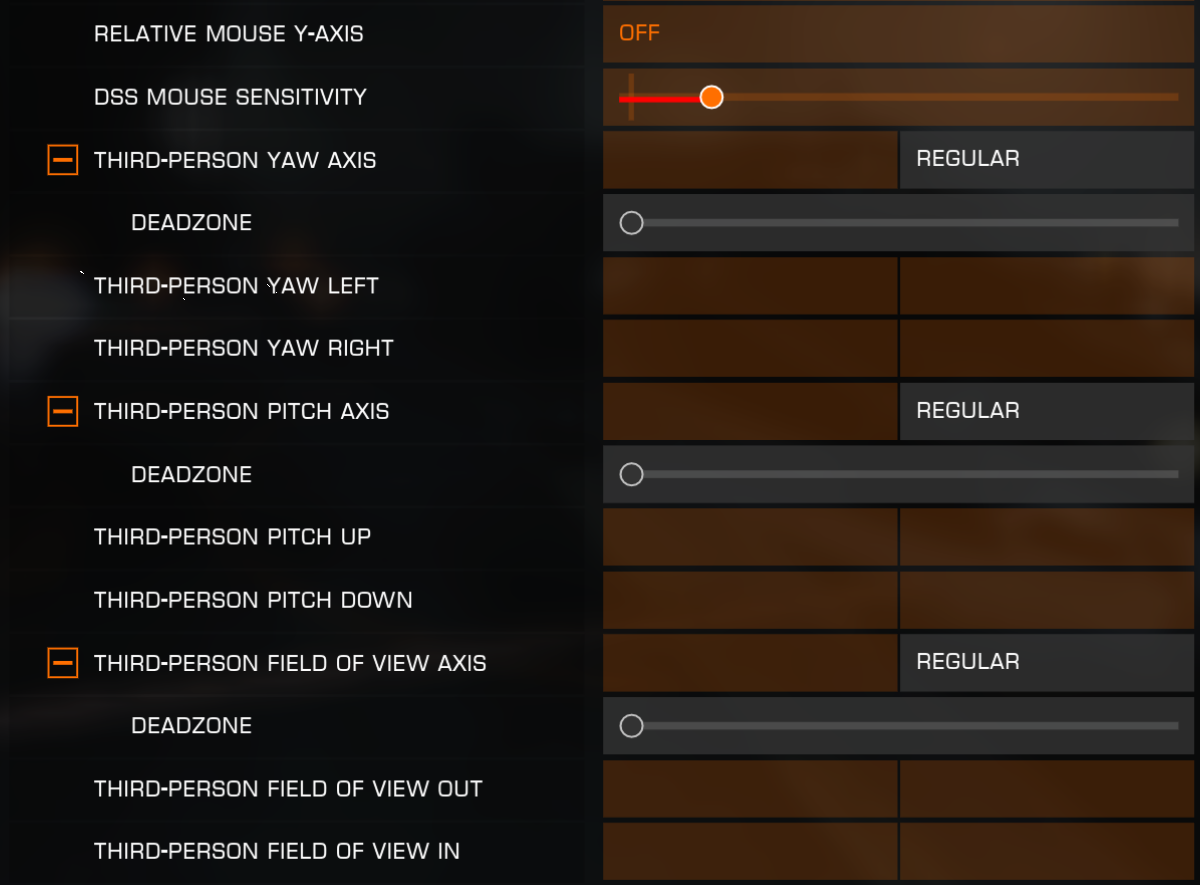 RELATIVE MOUSE Y-AXIS OFF
DSS MOUSE SENSITIVITY
THIRD-PERSON YAW AXIS REGULAR
DEADZONE
THIRD-PERSON YAW LEFT
THIRD-PERSON YAW RIGHT
THIRD-PERSON PITCH AXIS REGULAR
DEADZONE
THIRD-PERSON PITCH UP
THIRD-PERSON PITCH DOWN
THIRD-PERSON FIELD OF VIEW AXIS REGULAR
DEADZONE
THIRD-PERSON FIELD OF VIEW OUT
THIRD-PERSON FIELD OF VIEW IN